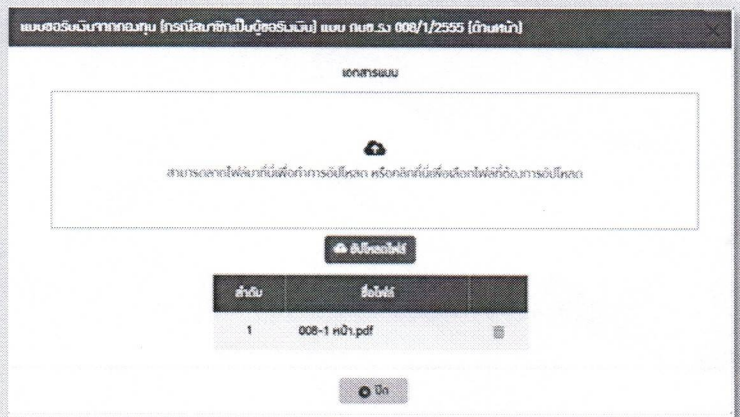 แบบขอรับเงินจากกองทุน (กรณีสมาชิกเป็นผู้ขอรับเงิน) แบบ กบข.รง 008/1/2555 (ด้านหน้า)
เอกสารแบบ
สามารถลากไฟล์มาที่นี่เพื่อทำการอัปโหลด หรือคลิกที่นี่เพื่อเลือกไฟล์ที่ต้องการอัปโหลด
อัปโหลดไฟล์
ลำดับ ชื่อไฟล์
1 008-1 หน้า.pdf
ปิด